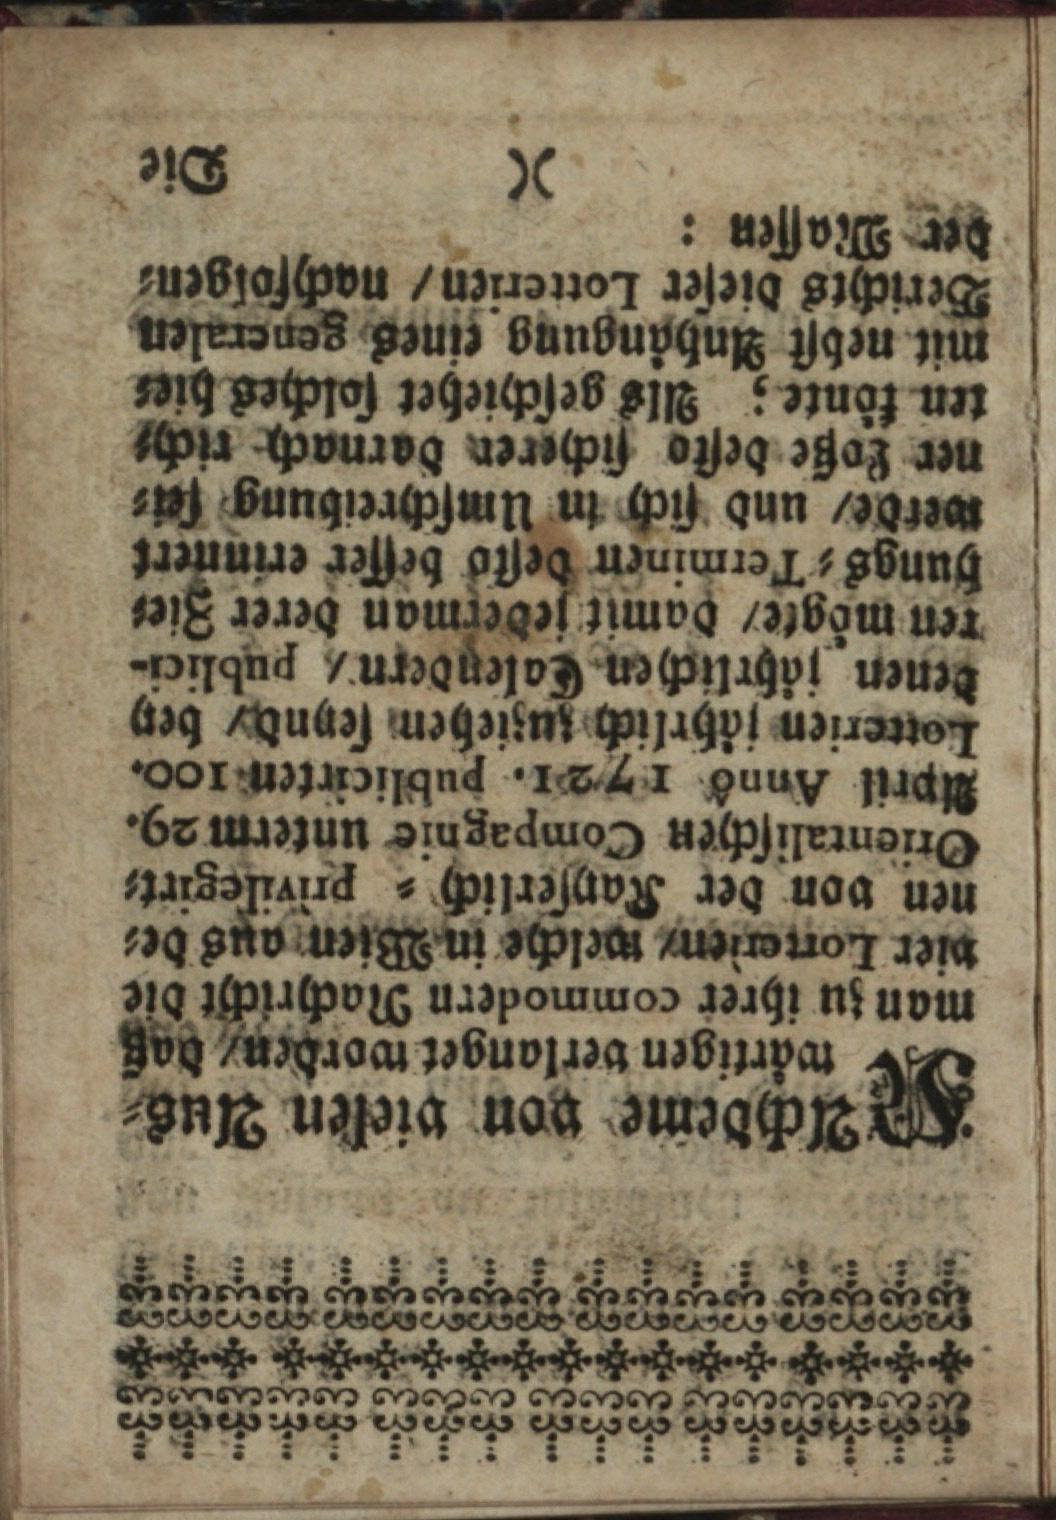 NAchdeme von vielen Aus-
wärtigen verlanget worden/ daß
man zu ihrer commodern Nachricht die
vier Lotterien/ welche in Wien aus de-
nen von der Kayserlich-privilegirt-
Orientalischen Compagnie unterm 29.
April Annô 1721. publicirten 100.
Lotterien jährlich zuziehen seynd/ bey
denen jährlichen Calendern/ publici-
ren mögte/ damit jederman derer Zie-
hungs-Terminen desto besser erinnert
werde/ und sich in Umschreibung sei-
ner Loße desto sicherer darnach rich-
ten könte; Als geschiehet solches hie-
mit nebst Anhängung eines generalen
Berichts dieser Lotterien/ nachfolgen-
der Massen :
)( Die